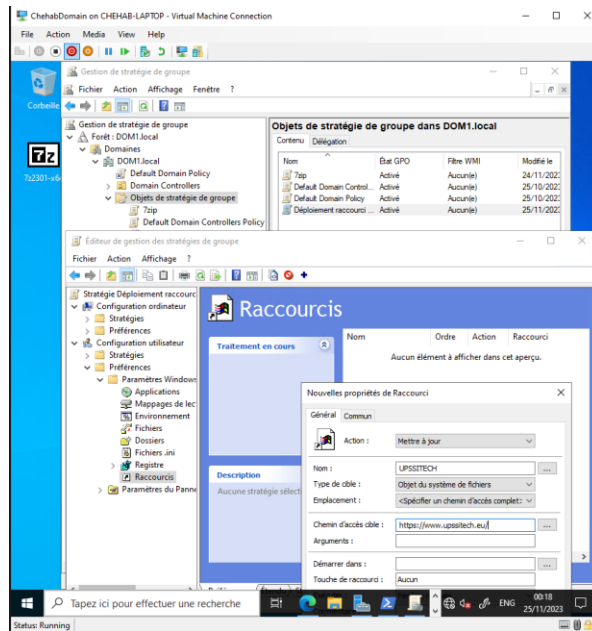 ChehabDomain on CHEHAB-LAPTOP - Virtual Machine Connection
File Action Media View Help
Corbeille
7z
7z2301-x6
Gestion de stratégie de groupe
Fichier Action Affichage Fenêtre ?
Gestion de stratégie de groupe
Forêt : DOM1.local
Domaines
DOM1.local
Default Domain Policy
Domain Controllers
Objets de stratégie de groupe
7zip
Default Domain Controllers Policy
Objets de stratégie de groupe dans DOM1.local
Contenu Délégation
Nom État GPO Filtre WMI Modifié le
7zip Activé Aucun(e) 24/11/202
Default Domain Control... Activé Aucun(e) 25/10/202
Default Domain Policy Activé Aucun(e) 25/10/202
Déploiement raccourci ... Activé Aucun(e) 25/11/202
Éditeur de gestion des stratégies de groupe
Fichier Action Affichage ?
Stratégie Déploiement raccourc
Configuration ordinateur
Stratégies
Préférences
Configuration utilisateur
Stratégies
Préférences
Paramètres Windows
Applications
Mappages de lec
Environnement
Fichiers
Dossiers
Fichiers .ini
Registre
Raccourcis
Paramètres du Panne
Raccourcis
Traitement en cours
Description
Aucune stratégie sélect
Nom Ordre Action Raccourci
Aucun élément à afficher dans cet aperçu.
Nouvelles propriétés de Raccourci
Général Commun
Action : Mettre à jour
Nom : UPSSITECH ...
Type de cible : Objet du système de fichiers
Emplacement : <Spécifier un chemin d'accès complet>
Chemin d'accès cible : https://www.upssitech.eu/ ...
Arguments :
Démarrer dans : ...
Touche de raccourci : Aucun
Tapez ici pour effectuer une recherche
ENG
00:18
25/11/2023
Status: Running